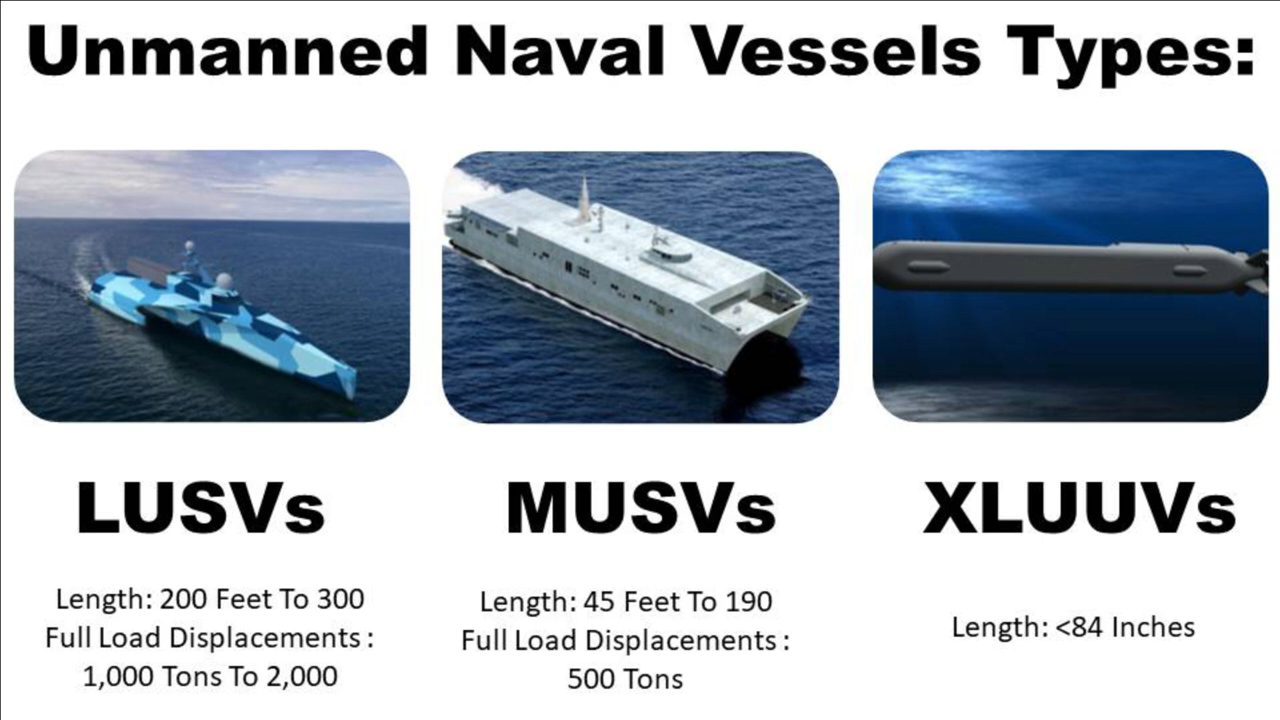 Unmanned Naval Vessels Types:
LUSVs
MUSVs
XLUUVs
Length: 200 Feet To 300
Full Load Displacements :
1,000 Tons To 2,000
Length: 45 Feet To 190
Full Load Displacements :
500 Tons
Length: <84 Inches